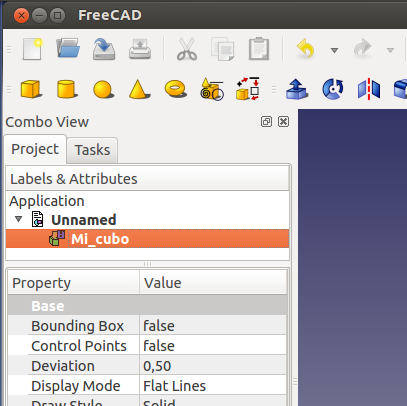 FreeCAD
Combo View
Project Tasks
Labels & Attributes
Application
Unnamed
Mi_cubo
Property Value
Base
Bounding Box false
Control Points false
Deviation 0,50
Display Mode Flat Lines
Draw Style Solid